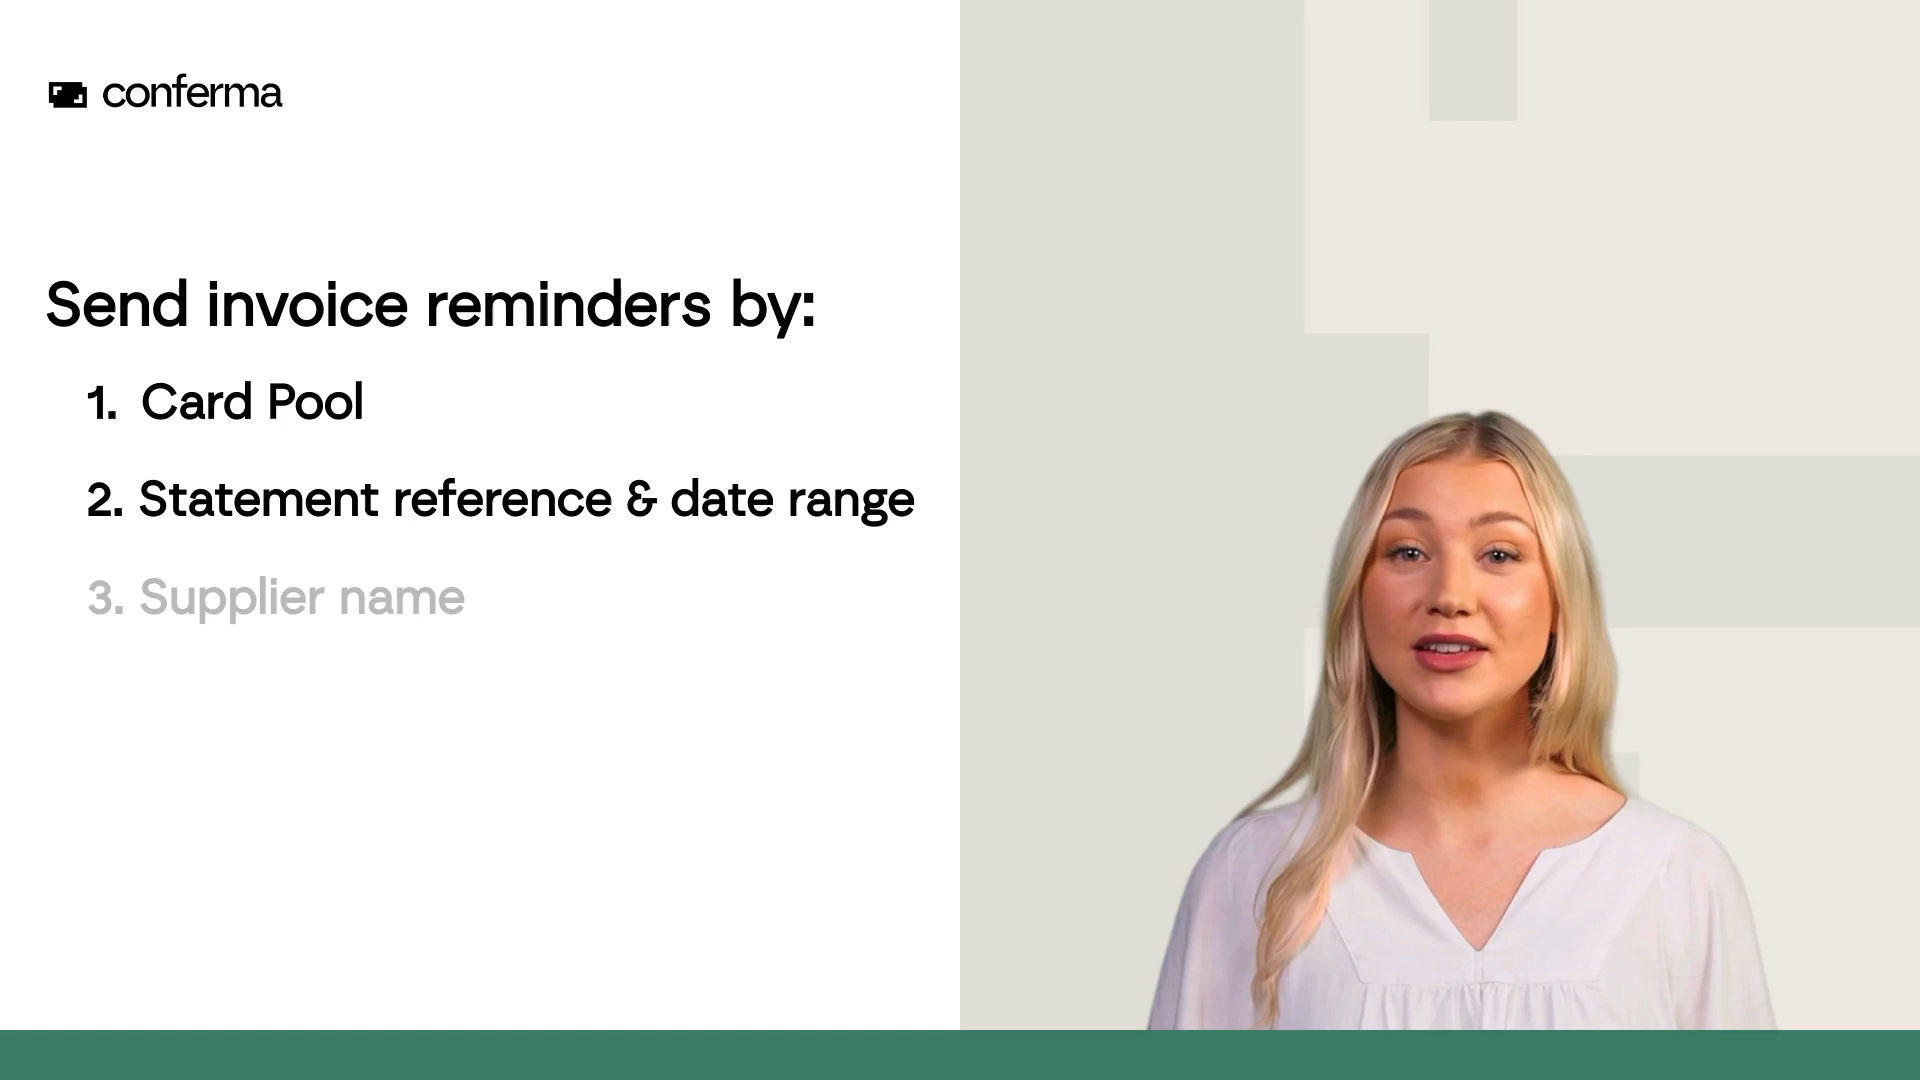 conferma
Send invoice reminders by:
1. Card Pool
2. Statement reference & date range
3. Supplier name